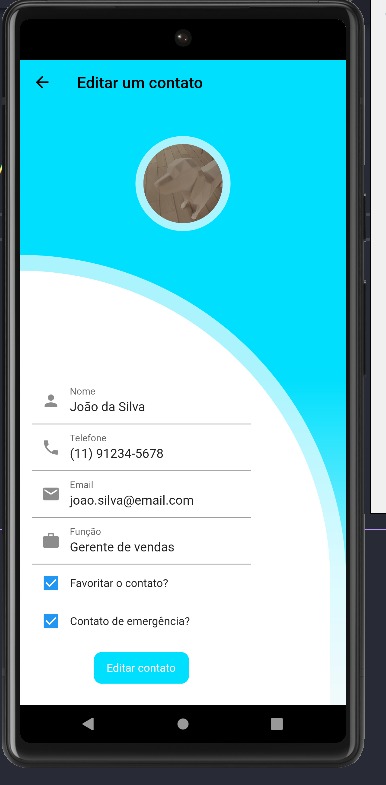 Editar um contato
Nome
João da Silva
Telefone
(11) 91234-5678
Email
joao.silva@email.com
Função
Gerente de vendas
Favoritar o contato?
Contato de emergência?
Editar contato